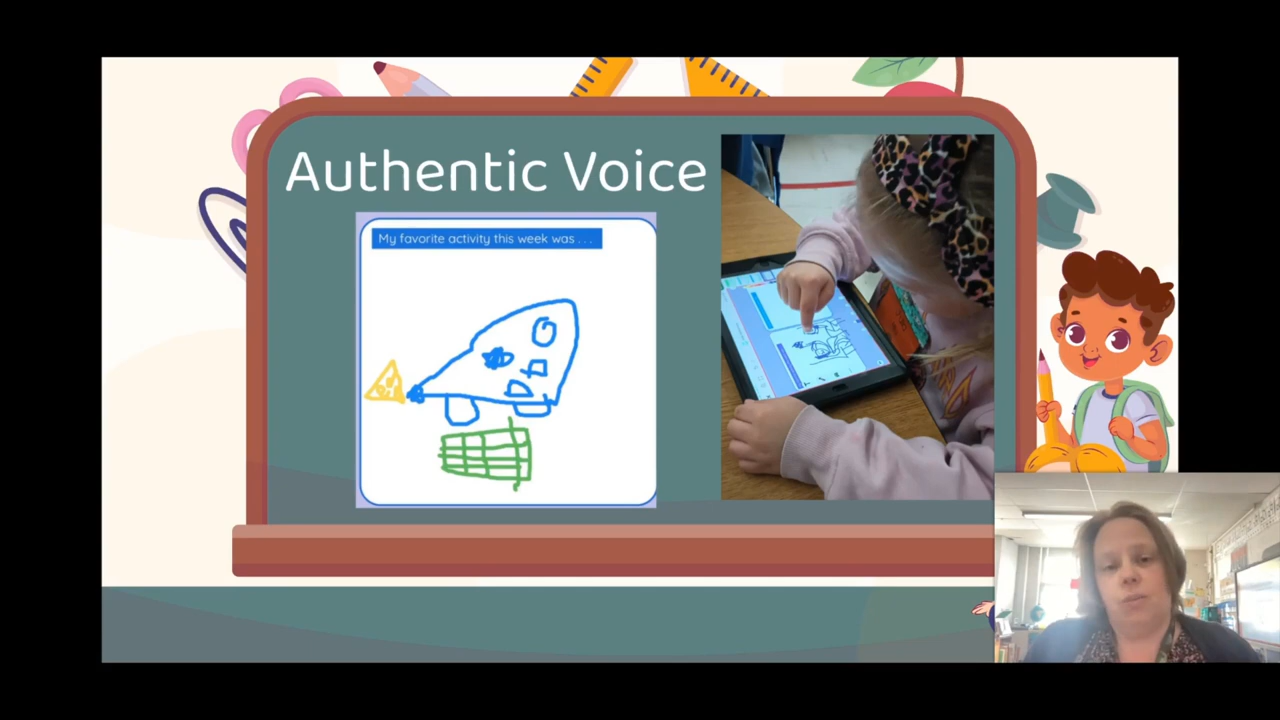 Authentic Voice
My favorite activity this week was . . .